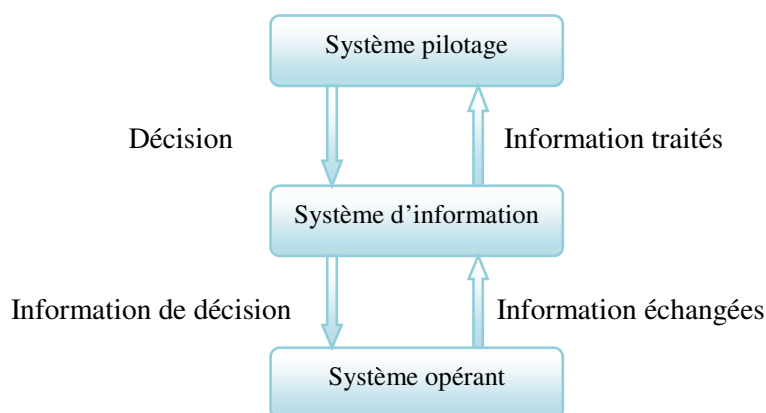 Système pilotage
Décision
Information traités
Système d’information
Information de décision
Information échangées
Système opérant